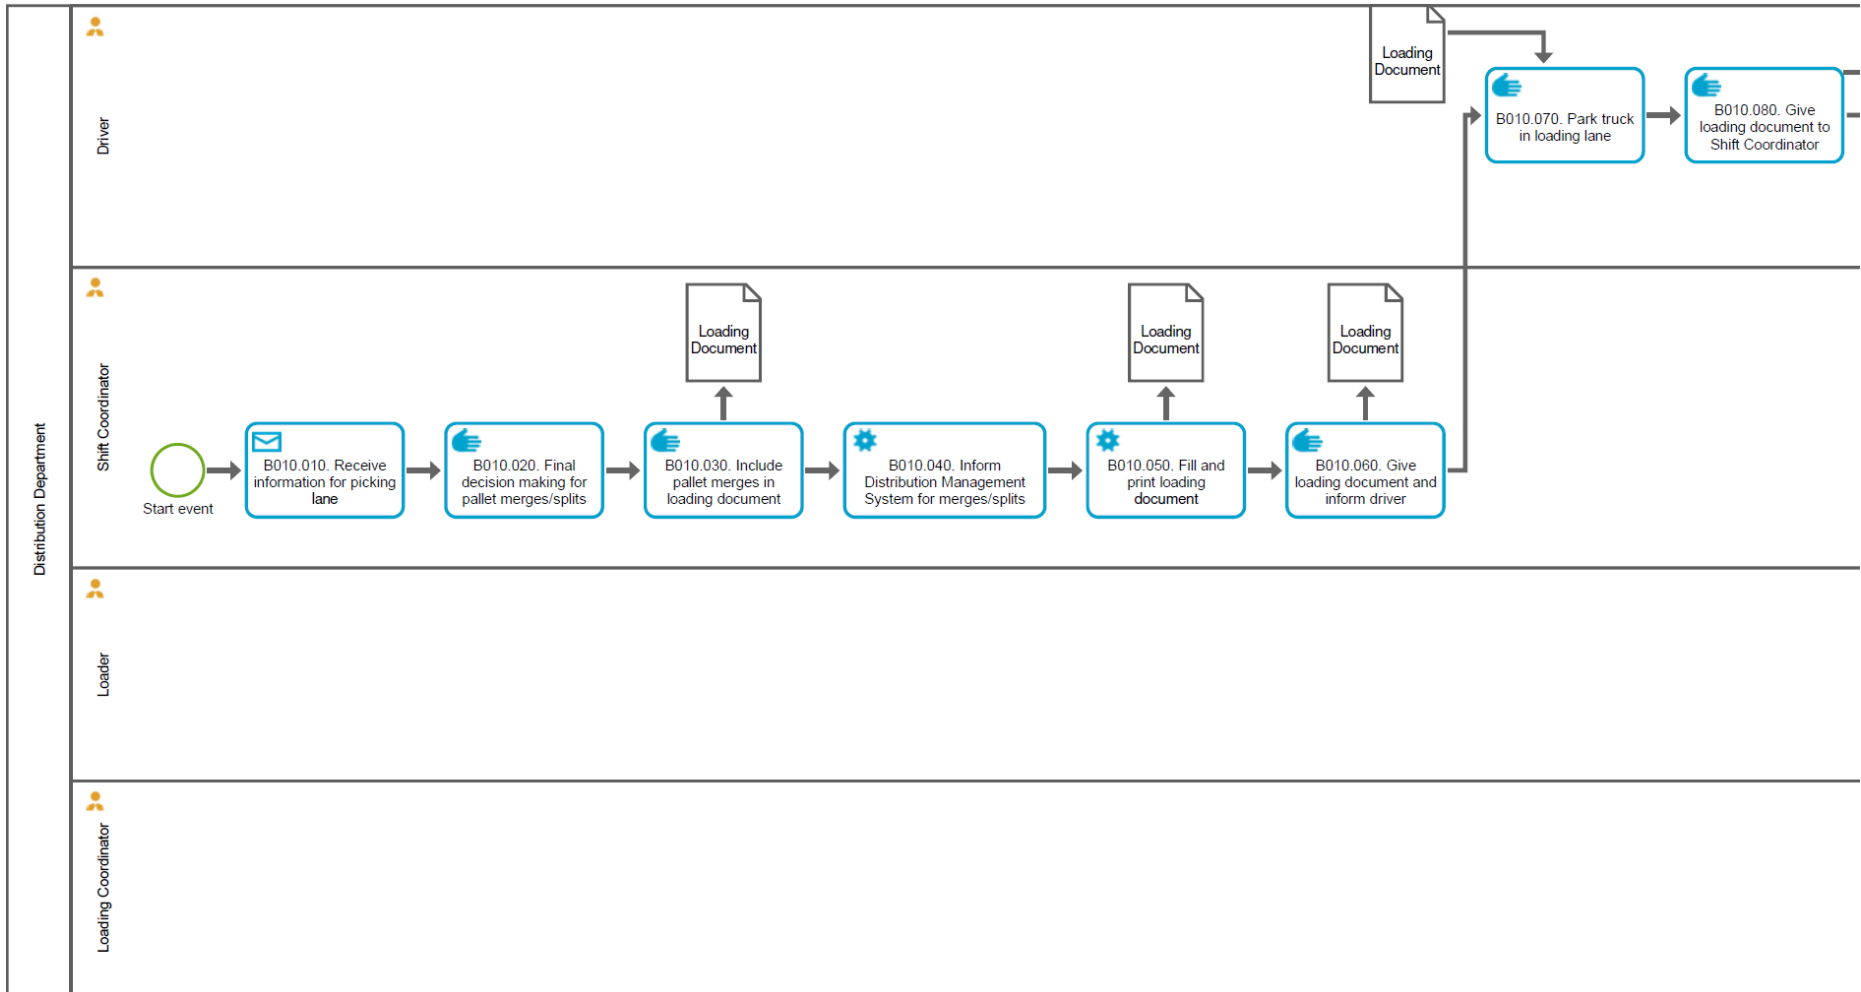 Distribution Department
Driver
Loading
Document
B010.070. Park truck
in loading lane
B010.080. Give
loading document to
Shift Coordinator
Shift Coordinator
Start event
B010.010. Receive
information for picking
lane
B010.020. Final
decision making for
pallet merges/splits
Loading
Document
B010.030. Include
pallet merges in
loading document
B010.040. Inform
Distribution Management
System for merges/splits
Loading
Document
B010.050. Fill and
print loading
document
Loading
Document
B010.060. Give
loading document and
inform driver
Loader
Loading Coordinator